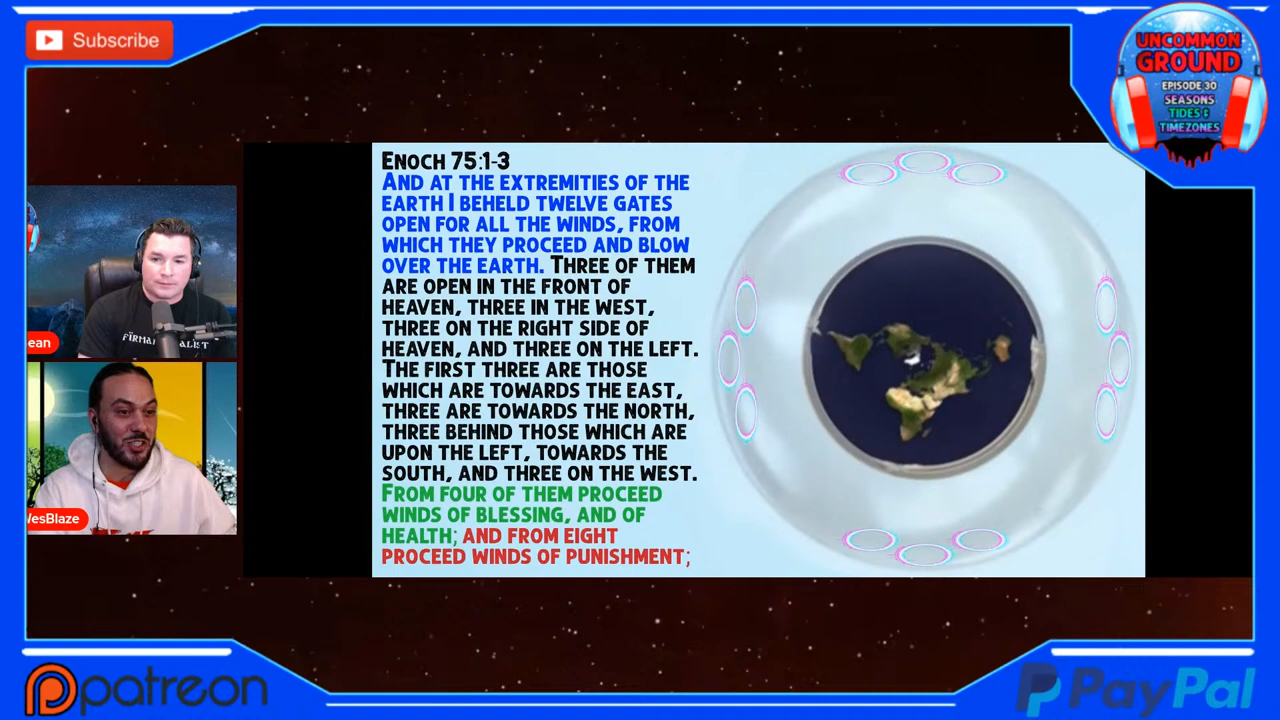 Subscribe
UNCOMMON
GROUND
EPISODE 30
SEASONS
TIDES &
TIMEZONES
ENOCH 75:1-3
AND AT THE EXTREMITIES OF THE
EARTH I BEHELD TWELVE GATES
OPEN FOR ALL THE WINDS, FROM
WHICH THEY PROCEED AND BLOW
OVER THE EARTH. THREE OF THEM
ARE OPEN IN THE FRONT OF
HEAVEN, THREE IN THE WEST,
THREE ON THE RIGHT SIDE OF
HEAVEN, AND THREE ON THE LEFT.
THE FIRST THREE ARE THOSE
WHICH ARE TOWARDS THE EAST,
THREE ARE TOWARDS THE NORTH,
THREE BEHIND THOSE WHICH ARE
UPON THE LEFT, TOWARDS THE
SOUTH, AND THREE ON THE WEST.
FROM FOUR OF THEM PROCEED
WINDS OF BLESSING, AND OF
HEALTH; AND FROM EIGHT
PROCEED WINDS OF PUNISHMENT;
ean
WesBlaze
patreon
PayPal